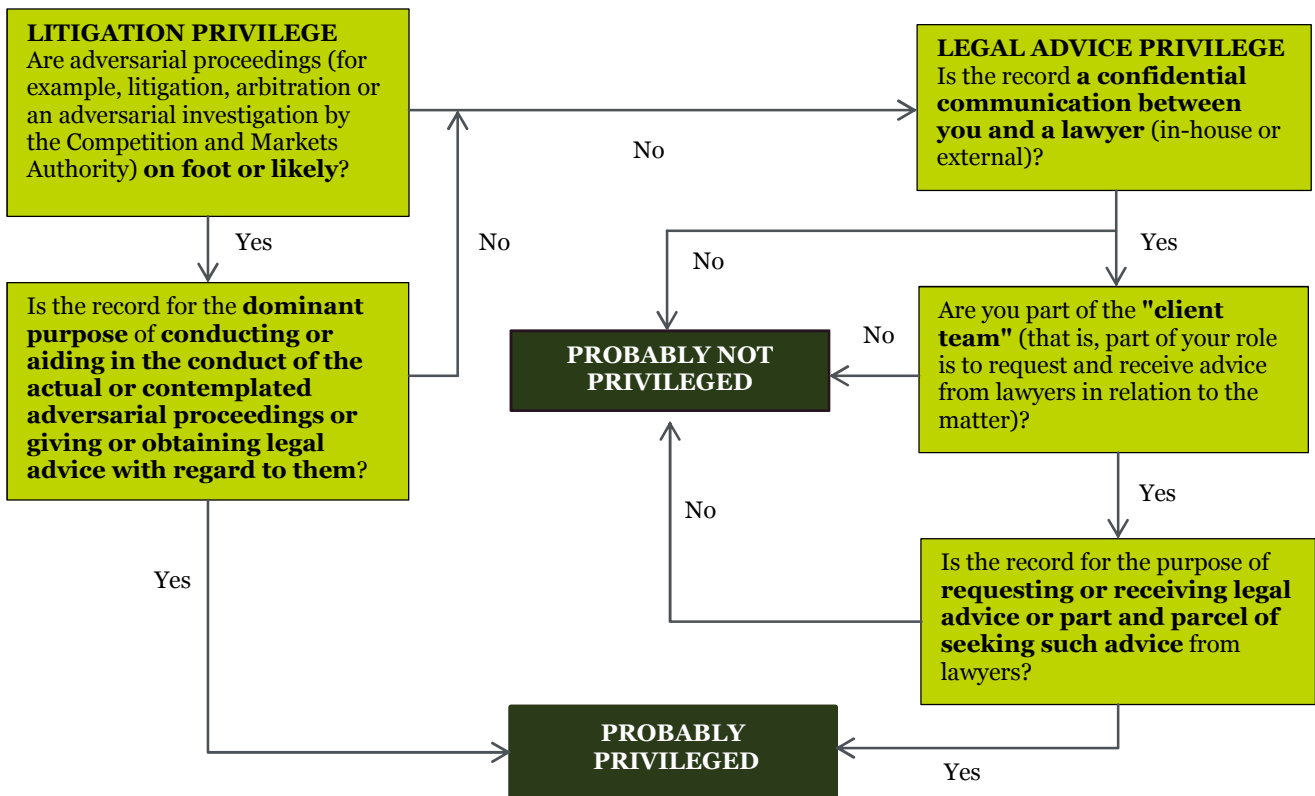 LITIGATION PRIVILEGE
Are adversarial proceedings (for
example, litigation, arbitration or
an adversarial investigation by
the Competition and Markets
Authority) on foot or likely?
No
LEGAL ADVICE PRIVILEGE
Is the record a confidential
communication between
you and a lawyer (in-house or
external)?
Yes
No
No
Yes
Is the record for the dominant
purpose of conducting or
aiding in the conduct of the
actual or contemplated
adversarial proceedings or
giving or obtaining legal
advice with regard to them?
PROBABLY NOT
PRIVILEGED
No
Are you part of the "client
team" (that is, part of your role
is to request and receive advice
from lawyers in relation to the
matter)?
Yes
No
Yes
Is the record for the purpose of
requesting or receiving legal
advice or part and parcel of
seeking such advice from
lawyers?
PROBABLY
PRIVILEGED
Yes